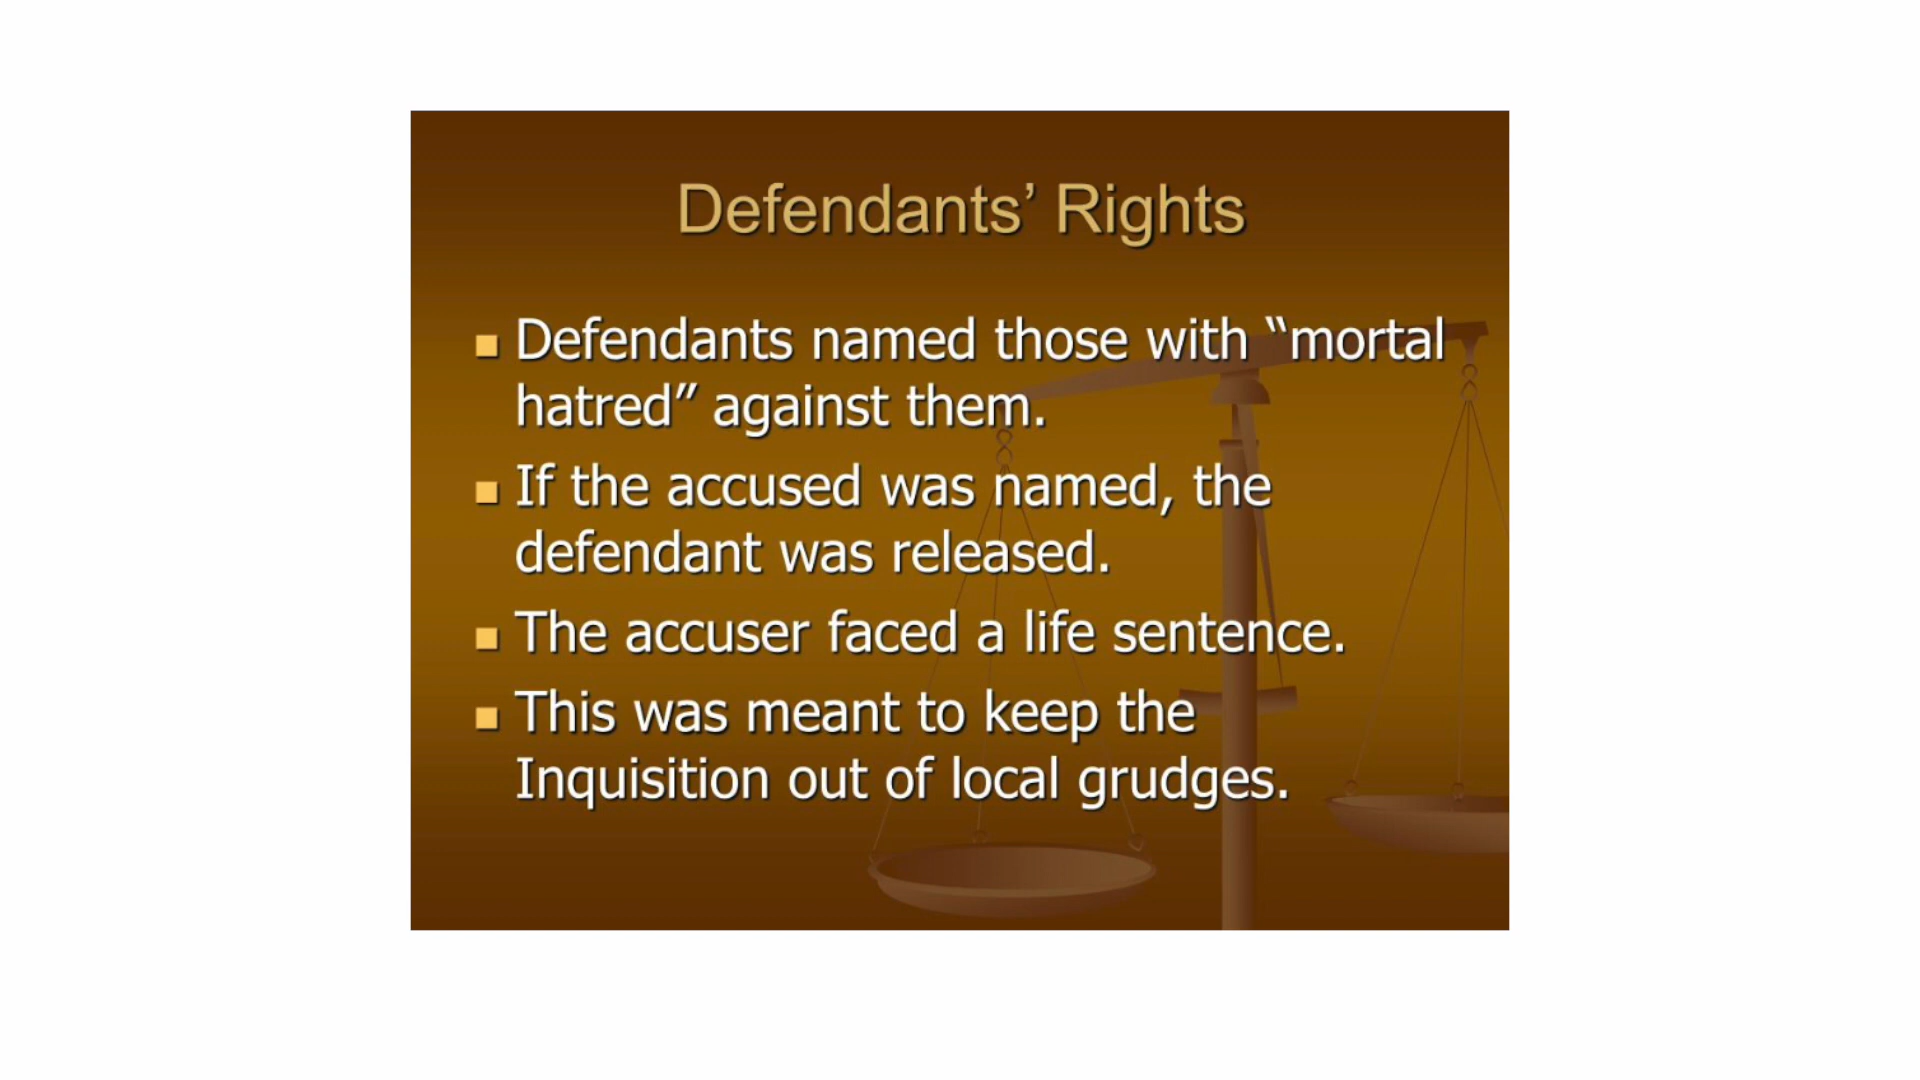 Defendants’ Rights
Defendants named those with “mortal
hatred” against them.
If the accused was named, the
defendant was released.
The accuser faced a life sentence.
This was meant to keep the
Inquisition out of local grudges.